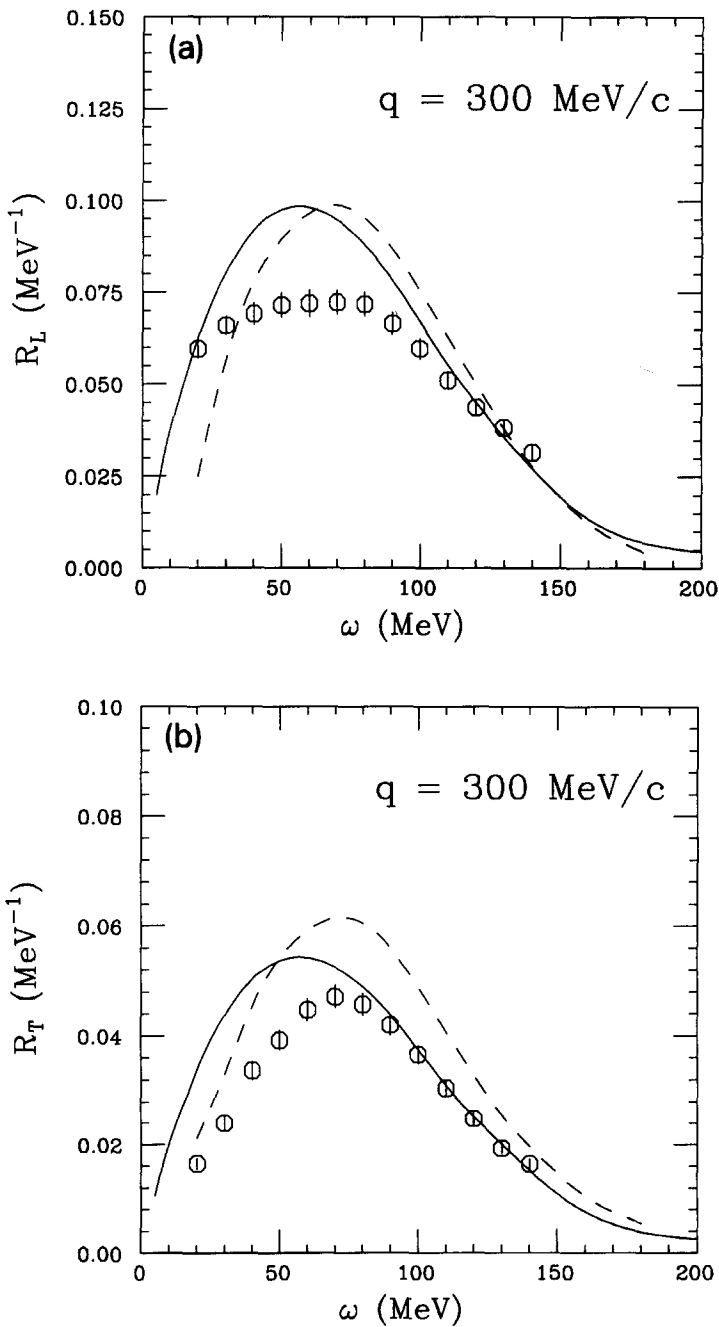 (a)
q = 300 MeV/c
0.150
0.125
0.100
0.075
0.050
0.025
0.000
R_L (MeV⁻¹)
0 50 100 150 200
ω (MeV)
(b)
q = 300 MeV/c
0.10
0.08
0.06
0.04
0.02
0.00
R_T (MeV⁻¹)
0 50 100 150 200
ω (MeV)